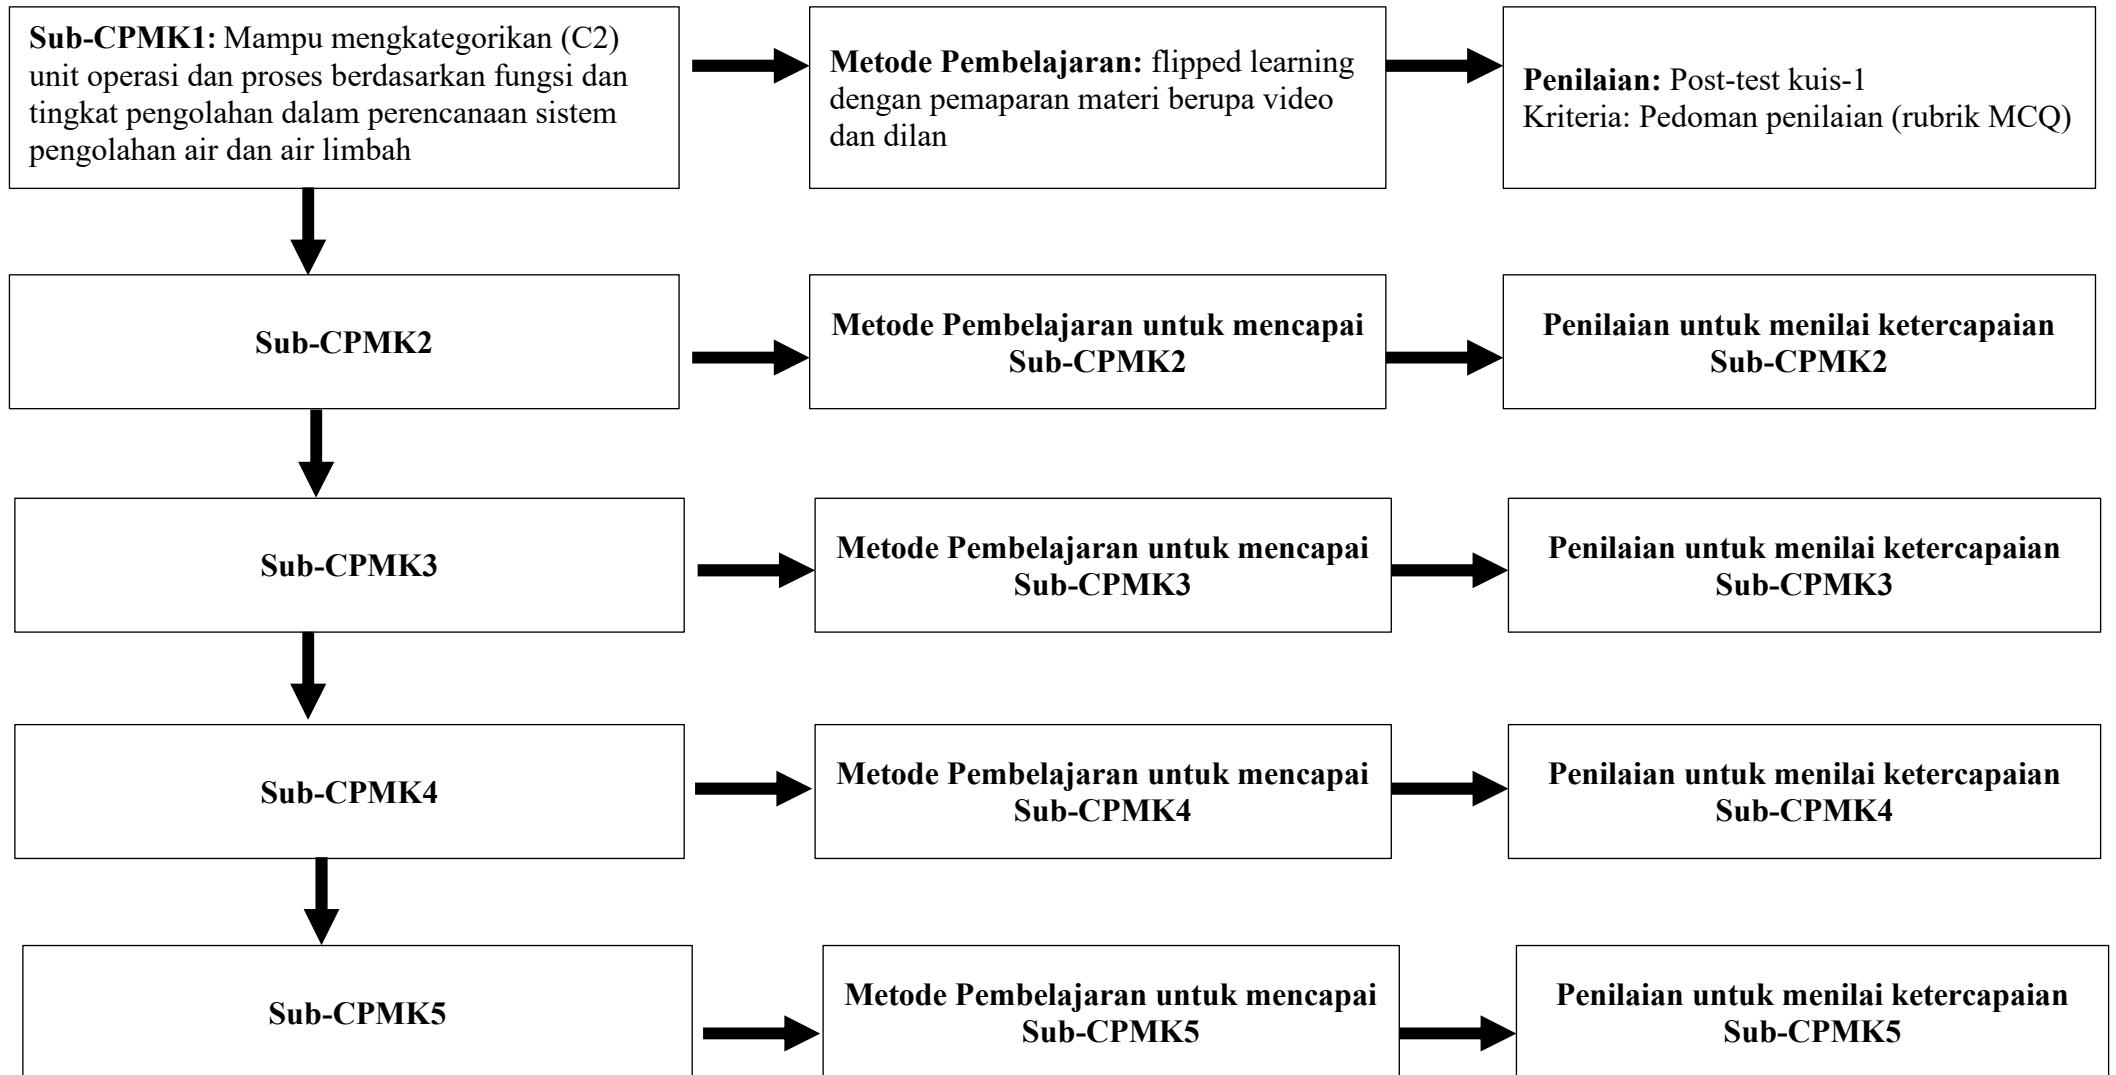 Sub-CPMK1: Mampu mengkategorikan (C2)
unit operasi dan proses berdasarkan fungsi dan
tingkat pengolahan dalam perencanaan sistem
pengolahan air dan air limbah
Metode Pembelajaran: flipped learning
dengan pemaparan materi berupa video
dan dilan
Penilaian: Post-test kuis-1
Kriteria: Pedoman penilaian (rubrik MCQ)
Sub-CPMK2
Metode Pembelajaran untuk mencapai
Sub-CPMK2
Penilaian untuk menilai ketercapaian
Sub-CPMK2
Sub-CPMK3
Metode Pembelajaran untuk mencapai
Sub-CPMK3
Penilaian untuk menilai ketercapaian
Sub-CPMK3
Sub-CPMK4
Metode Pembelajaran untuk mencapai
Sub-CPMK4
Penilaian untuk menilai ketercapaian
Sub-CPMK4
Sub-CPMK5
Metode Pembelajaran untuk mencapai
Sub-CPMK5
Penilaian untuk menilai ketercapaian
Sub-CPMK5